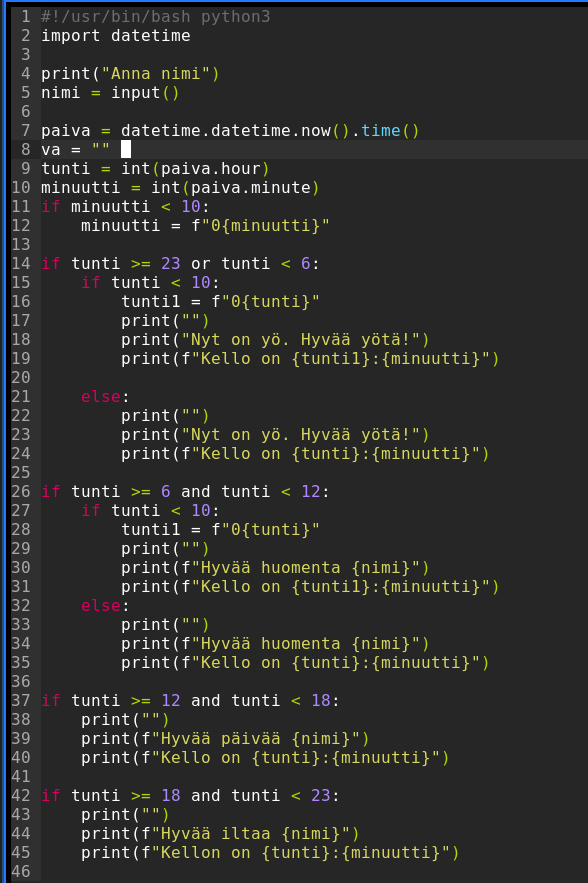 1 #!/usr/bin/bash python3
2 import datetime
3
4 print("Anna nimi")
5 nimi = input()
6
7 paiva = datetime.datetime.now().time()
8 va = ""
9 tunti = int(paiva.hour)
10 minuutti = int(paiva.minute)
11 if minuutti < 10:
12     minuutti = f"0{minuutti}"
13
14 if tunti >= 23 or tunti < 6:
15     if tunti < 10:
16         tunti1 = f"0{tunti}"
17         print("")
18         print("Nyt on yö. Hyvää yötä!")
19         print(f"Kello on {tunti1}:{minuutti}")
20
21     else:
22         print("")
23         print("Nyt on yö. Hyvää yötä!")
24         print(f"Kello on {tunti}:{minuutti}")
25
26 if tunti >= 6 and tunti < 12:
27     if tunti < 10:
28         tunti1 = f"0{tunti}"
29         print("")
30         print(f"Hyvää huomenta {nimi}")
31         print(f"Kello on {tunti1}:{minuutti}")
32     else:
33         print("")
34         print(f"Hyvää huomenta {nimi}")
35         print(f"Kello on {tunti}:{minuutti}")
36
37 if tunti >= 12 and tunti < 18:
38     print("")
39     print(f"Hyvää päivää {nimi}")
40     print(f"Kello on {tunti}:{minuutti}")
41
42 if tunti >= 18 and tunti < 23:
43     print("")
44     print(f"Hyvää iltaa {nimi}")
45     print(f"Kellon on {tunti}:{minuutti}")
46